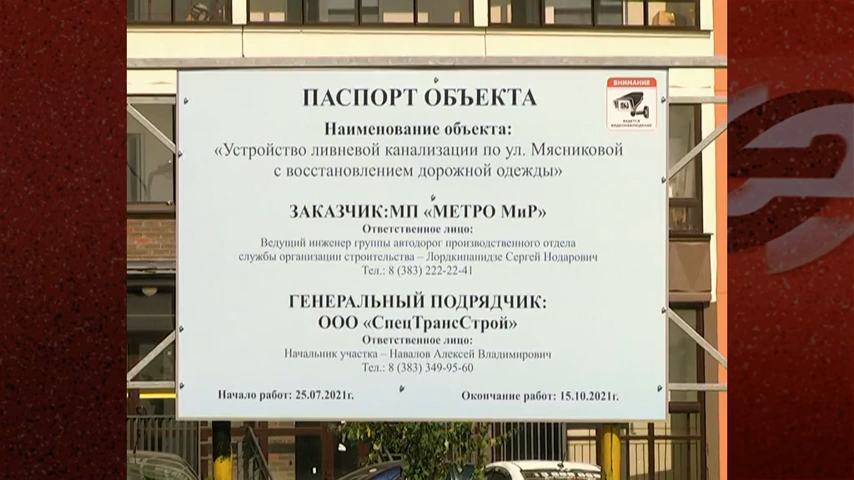 ПАСПОРТ ОБЪЕКТА
ВНИМАНИЕ
ВЕДЕТСЯ
ВИДЕОНАБЛЮДЕНИЕ
Наименование объекта:
«Устройство ливневой канализации по ул. Мясниковой
с восстановлением дорожной одежды»
ЗАКАЗЧИК:МП «МЕТРО МиР»
Ответственное лицо:
Ведущий инженер группы автодорог производственного отдела
службы организации строительства – Лордкипанидзе Сергей Нодарович
Тел.: 8 (383) 222-22-41
ГЕНЕРАЛЬНЫЙ ПОДРЯДЧИК:
ООО «СпецТрансСтрой»
Ответственное лицо:
Начальник участка – Навалов Алексей Владимирович
Тел.: 8 (383) 349-95-60
Начало работ: 25.07.2021г. Окончание работ: 15.10.2021г.